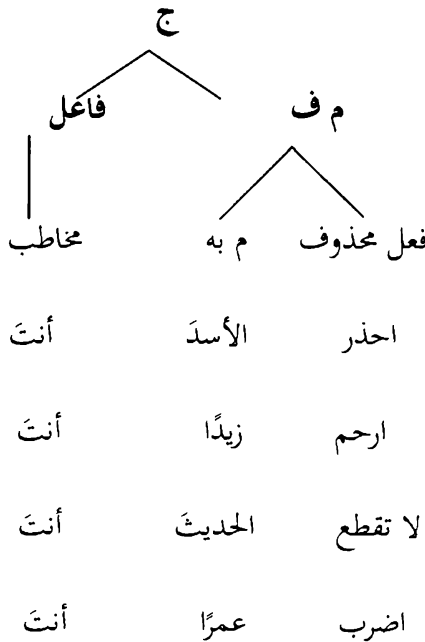 ج
م ف فاعل
فعل محذوف م به مخاطب
احذر الأسدَ أنتَ
ارحم زيدًا أنتَ
لا تقطع الحديثَ أنتَ
اضرب عمرًا أنتَ